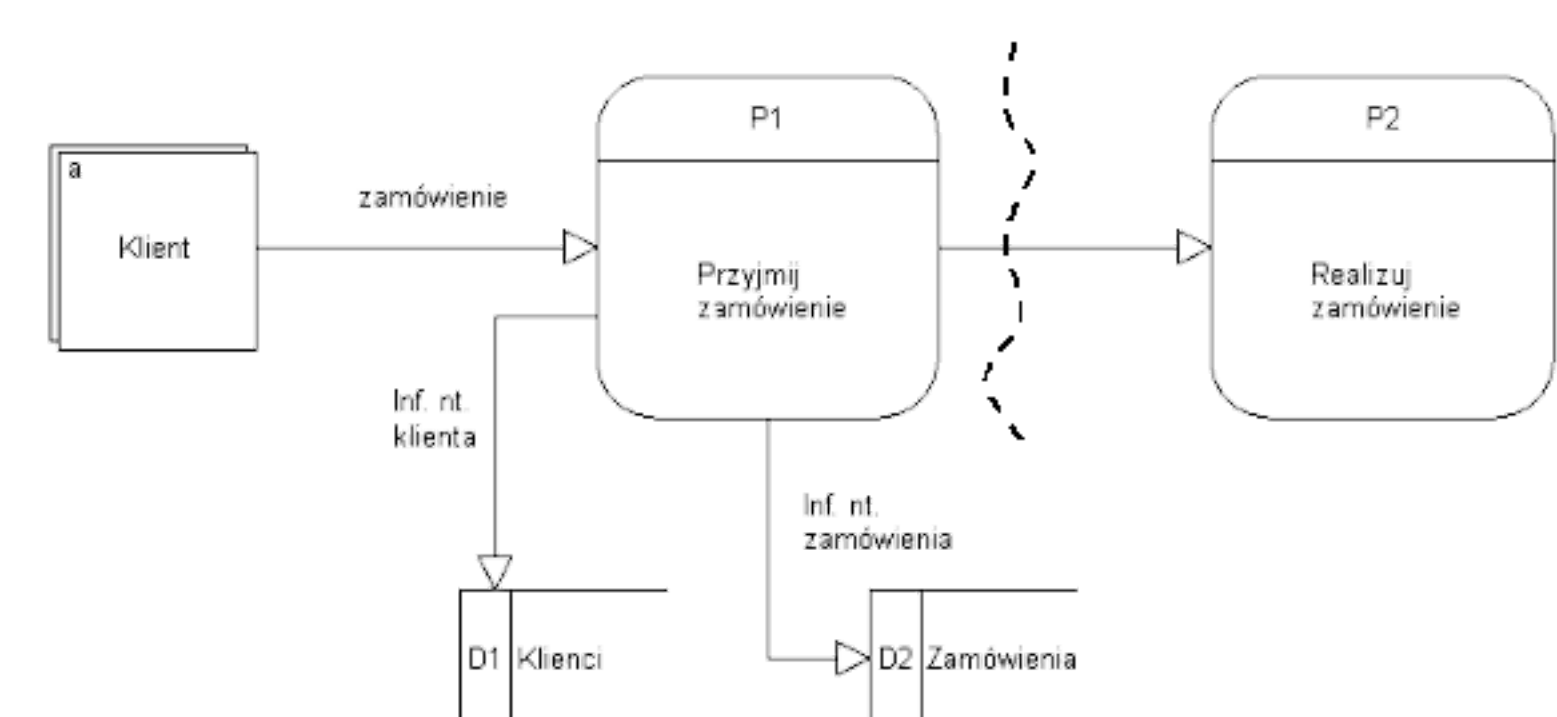 P1
P2
a
Klient
zamówienie
Przyjmij
zamówienie
Realizuj
zamówienie
Inf. nt.
klienta
Inf. nt.
zamówienia
D1 Klienci
D2 Zamówienia